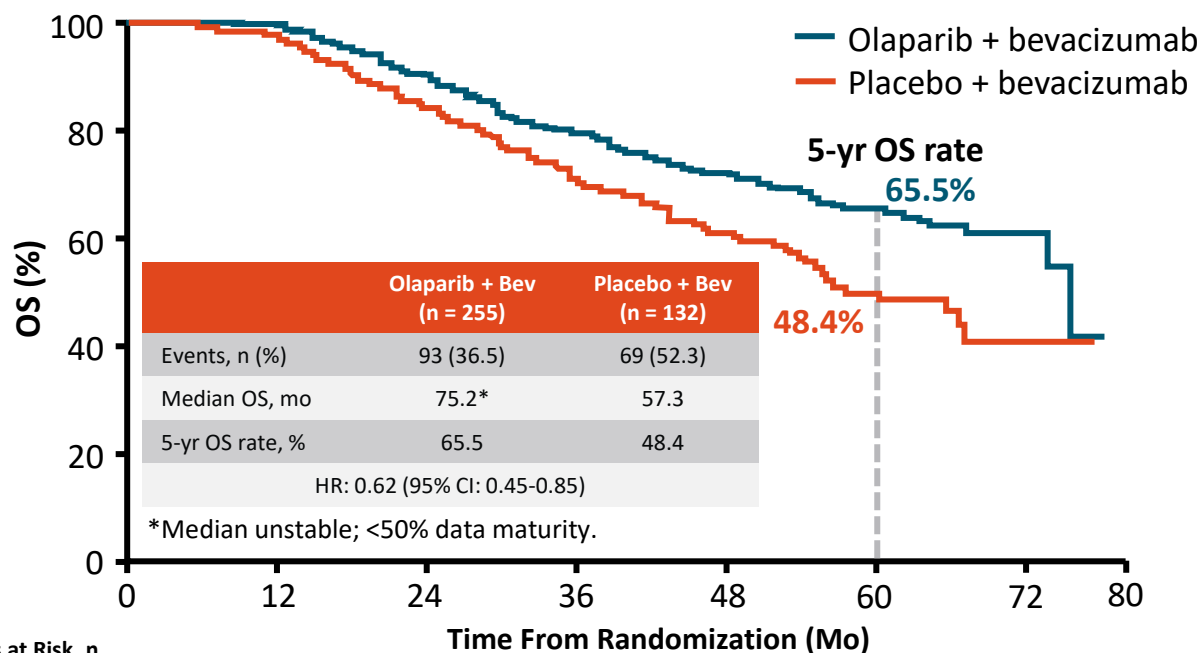 100
80
60
40
20
0
OS (%)
Olaparib + bevacizumab
Placebo + bevacizumab
5-yr OS rate
65.5%
48.4%
Olaparib + Bev
(n = 255)
Placebo + Bev
(n = 132)
Events, n (%) 93 (36.5) 69 (52.3)
Median OS, mo 75.2* 57.3
5-yr OS rate, % 65.5 48.4
HR: 0.62 (95% CI: 0.45-0.85)
*Median unstable; <50% data maturity.
0 12 24 36 48 60 72 80
Time From Randomization (Mo)
at Risk, n